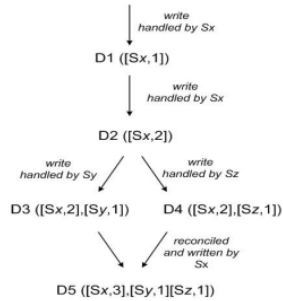 write
handled by Sx
D1 ([Sx,1])
write
handled by Sx
D2 ([Sx,2])
write
handled by Sy
write
handled by Sz
D3 ([Sx,2],[Sy,1])
D4 ([Sx,2],[Sz,1])
reconciled
and written by
Sx
D5 ([Sx,3],[Sy,1][Sz,1])